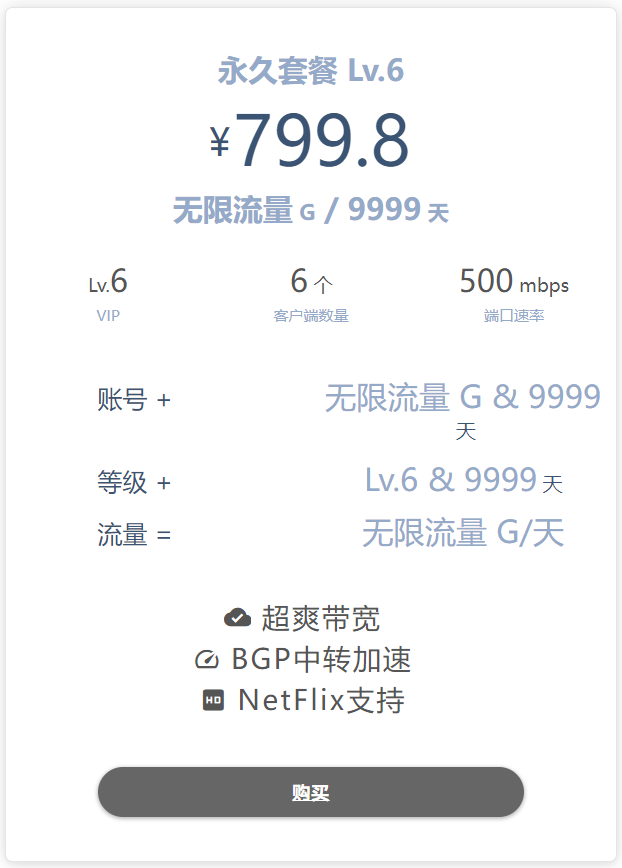 永久套餐 Lv.6
¥799.8
无限流量 G / 9999 天
Lv.6 6 个 500 mbps
VIP 客户端数量 端口速率
账号 + 无限流量 G & 9999
天
等级 + Lv.6 & 9999 天
流量 = 无限流量 G/天
超爽带宽
BGP中转加速
HD NetFlix支持
购买